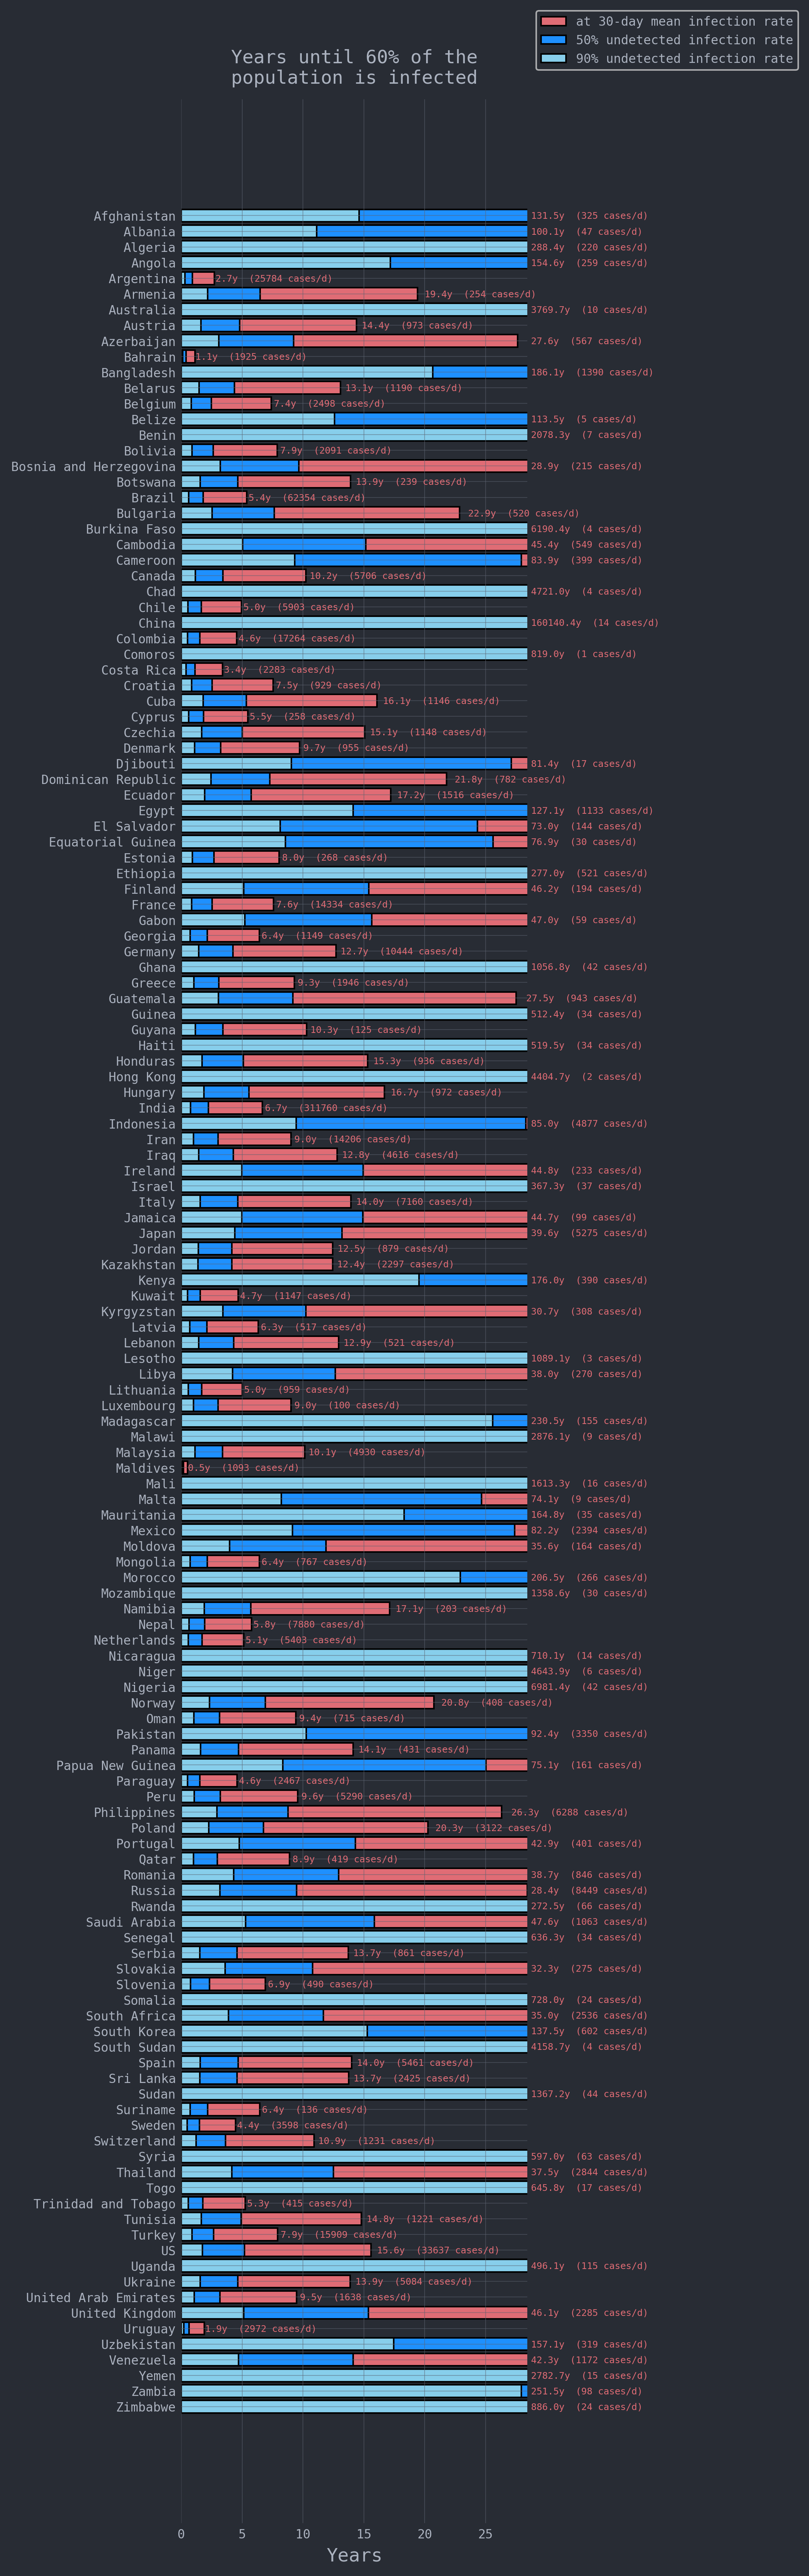 at 30-day mean infection rate
50% undetected infection rate
90% undetected infection rate
Years until 60% of the
population is infected
Afghanistan 131.5y (325 cases/d)
Albania 100.1y (47 cases/d)
Algeria 288.4y (220 cases/d)
Angola 154.6y (259 cases/d)
Argentina 2.7y (25784 cases/d)
Armenia 19.4y (254 cases/d)
Australia 3769.7y (10 cases/d)
Austria 14.4y (973 cases/d)
Azerbaijan 27.6y (567 cases/d)
Bahrain 1.1y (1925 cases/d)
Bangladesh 186.1y (1390 cases/d)
Belarus 13.1y (1190 cases/d)
Belgium 7.4y (2498 cases/d)
Belize 113.5y (5 cases/d)
Benin 2078.3y (7 cases/d)
Bolivia 7.9y (2091 cases/d)
Bosnia and Herzegovina 28.9y (215 cases/d)
Botswana 13.9y (239 cases/d)
Brazil 5.4y (62354 cases/d)
Bulgaria 22.9y (520 cases/d)
Burkina Faso 6190.4y (4 cases/d)
Cambodia 45.4y (549 cases/d)
Cameroon 83.9y (399 cases/d)
Canada 10.2y (5706 cases/d)
Chad 4721.0y (4 cases/d)
Chile 5.0y (5903 cases/d)
China 160140.4y (14 cases/d)
Colombia 4.6y (17264 cases/d)
Comoros 819.0y (1 cases/d)
Costa Rica 3.4y (2283 cases/d)
Croatia 7.5y (929 cases/d)
Cuba 16.1y (1146 cases/d)
Cyprus 5.5y (258 cases/d)
Czechia 15.1y (1148 cases/d)
Denmark 9.7y (955 cases/d)
Djibouti 81.4y (17 cases/d)
Dominican Republic 21.8y (782 cases/d)
Ecuador 17.2y (1516 cases/d)
Egypt 127.1y (1133 cases/d)
El Salvador 73.0y (144 cases/d)
Equatorial Guinea 76.9y (30 cases/d)
Estonia 8.0y (268 cases/d)
Ethiopia 277.0y (521 cases/d)
Finland 46.2y (194 cases/d)
France 7.6y (14334 cases/d)
Gabon 47.0y (59 cases/d)
Georgia 6.4y (1149 cases/d)
Germany 12.7y (10444 cases/d)
Ghana 1056.8y (42 cases/d)
Greece 9.3y (1946 cases/d)
Guatemala 27.5y (943 cases/d)
Guinea 512.4y (34 cases/d)
Guyana 10.3y (125 cases/d)
Haiti 519.5y (34 cases/d)
Honduras 15.3y (936 cases/d)
Hong Kong 4404.7y (2 cases/d)
Hungary 16.7y (972 cases/d)
India 6.7y (311760 cases/d)
Indonesia 85.0y (4877 cases/d)
Iran 9.0y (14206 cases/d)
Iraq 12.8y (4616 cases/d)
Ireland 44.8y (233 cases/d)
Israel 367.3y (37 cases/d)
Italy 14.0y (7160 cases/d)
Jamaica 44.7y (99 cases/d)
Japan 39.6y (5275 cases/d)
Jordan 12.5y (879 cases/d)
Kazakhstan 12.4y (2297 cases/d)
Kenya 176.0y (390 cases/d)
Kuwait 4.7y (1147 cases/d)
Kyrgyzstan 30.7y (308 cases/d)
Latvia 6.3y (517 cases/d)
Lebanon 12.9y (521 cases/d)
Lesotho 1089.1y (3 cases/d)
Libya 38.0y (270 cases/d)
Lithuania 5.0y (959 cases/d)
Luxembourg 9.0y (100 cases/d)
Madagascar 230.5y (155 cases/d)
Malawi 2876.1y (9 cases/d)
Malaysia 10.1y (4930 cases/d)
Maldives 0.5y (1093 cases/d)
Mali 1613.3y (16 cases/d)
Malta 74.1y (9 cases/d)
Mauritania 164.8y (35 cases/d)
Mexico 82.2y (2394 cases/d)
Moldova 35.6y (164 cases/d)
Mongolia 6.4y (767 cases/d)
Morocco 206.5y (266 cases/d)
Mozambique 1358.6y (30 cases/d)
Namibia 17.1y (203 cases/d)
Nepal 5.8y (7880 cases/d)
Netherlands 5.1y (5403 cases/d)
Nicaragua 710.1y (14 cases/d)
Niger 4643.9y (6 cases/d)
Nigeria 6981.4y (42 cases/d)
Norway 20.8y (408 cases/d)
Oman 9.4y (715 cases/d)
Pakistan 92.4y (3350 cases/d)
Panama 14.1y (431 cases/d)
Papua New Guinea 75.1y (161 cases/d)
Paraguay 4.6y (2467 cases/d)
Peru 9.6y (5290 cases/d)
Philippines 26.3y (6288 cases/d)
Poland 20.3y (3122 cases/d)
Portugal 42.9y (401 cases/d)
Qatar 8.9y (419 cases/d)
Romania 38.7y (846 cases/d)
Russia 28.4y (8449 cases/d)
Rwanda 272.5y (66 cases/d)
Saudi Arabia 47.6y (1063 cases/d)
Senegal 636.3y (34 cases/d)
Serbia 13.7y (861 cases/d)
Slovakia 32.3y (275 cases/d)
Slovenia 6.9y (490 cases/d)
Somalia 728.0y (24 cases/d)
South Africa 35.0y (2536 cases/d)
South Korea 137.5y (602 cases/d)
South Sudan 4158.7y (4 cases/d)
Spain 14.0y (5461 cases/d)
Sri Lanka 13.7y (2425 cases/d)
Sudan 1367.2y (44 cases/d)
Suriname 6.4y (136 cases/d)
Sweden 4.4y (3598 cases/d)
Switzerland 10.9y (1231 cases/d)
Syria 597.0y (63 cases/d)
Thailand 37.5y (2844 cases/d)
Togo 645.8y (17 cases/d)
Trinidad and Tobago 5.3y (415 cases/d)
Tunisia 14.8y (1221 cases/d)
Turkey 7.9y (15909 cases/d)
US 15.6y (33637 cases/d)
Uganda 496.1y (115 cases/d)
Ukraine 13.9y (5084 cases/d)
United Arab Emirates 9.5y (1638 cases/d)
United Kingdom 46.1y (2285 cases/d)
Uruguay 1.9y (2972 cases/d)
Uzbekistan 157.1y (319 cases/d)
Venezuela 42.3y (1172 cases/d)
Yemen 2782.7y (15 cases/d)
Zambia 251.5y (98 cases/d)
Zimbabwe 886.0y (24 cases/d)
0 5 10 15 20 25
Years